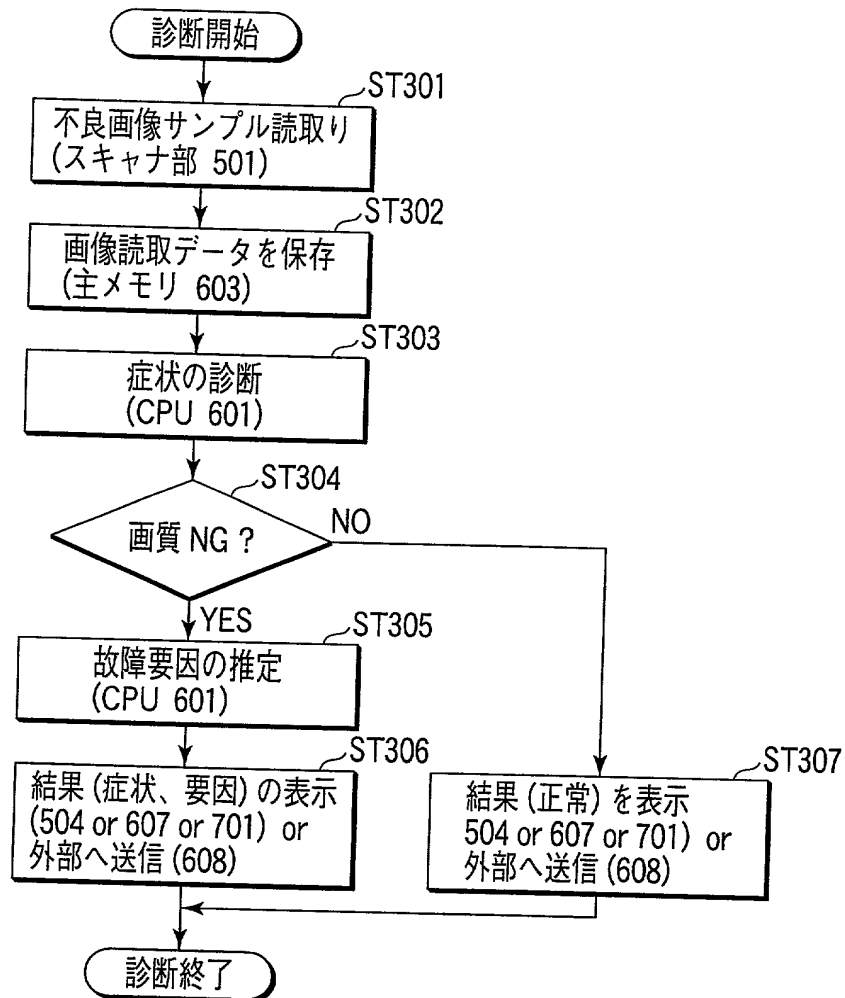 診断開始
ST301
不良画像サンプル読取り
(スキャナ部 501)
ST302
画像読取データを保存
(主メモリ 603)
ST303
症状の診断
(CPU 601)
ST304
画質 NG ?
NO
YES
ST305
故障要因の推定
(CPU 601)
ST306
結果 (症状、要因) の表示
(504 or 607 or 701) or
外部へ送信 (608)
ST307
結果 (正常) を表示
504 or 607 or 701) or
外部へ送信 (608)
診断終了